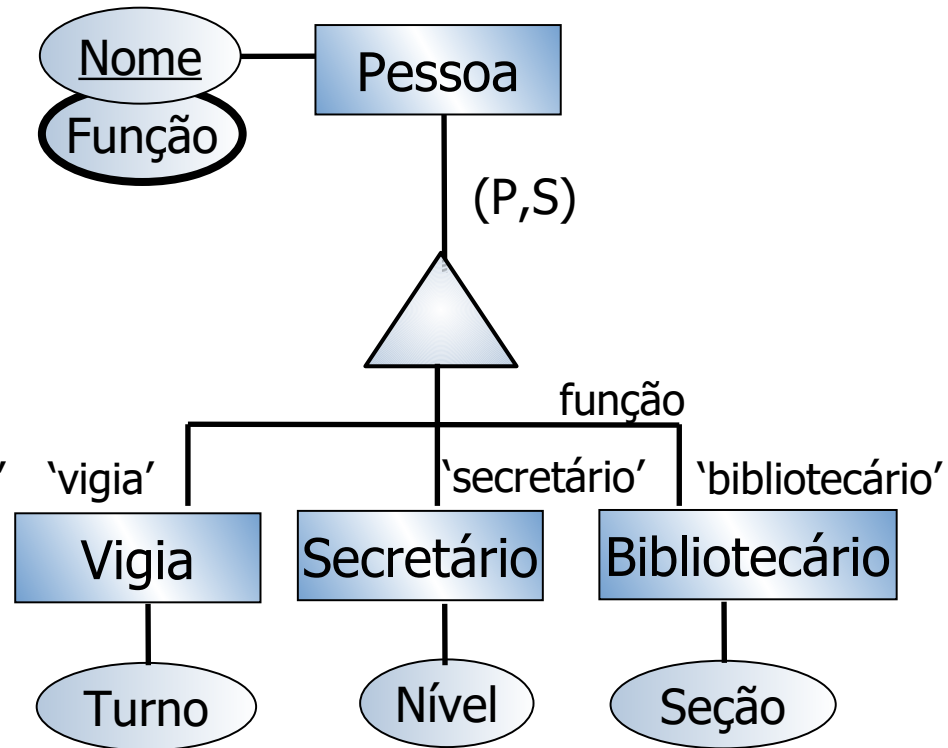 Nome
Pessoa
Função
(P,S)
função
’ ‘vigia’ ‘secretário’ ‘bibliotecário’
Vigia Secretário Bibliotecário
Turno Nível Seção